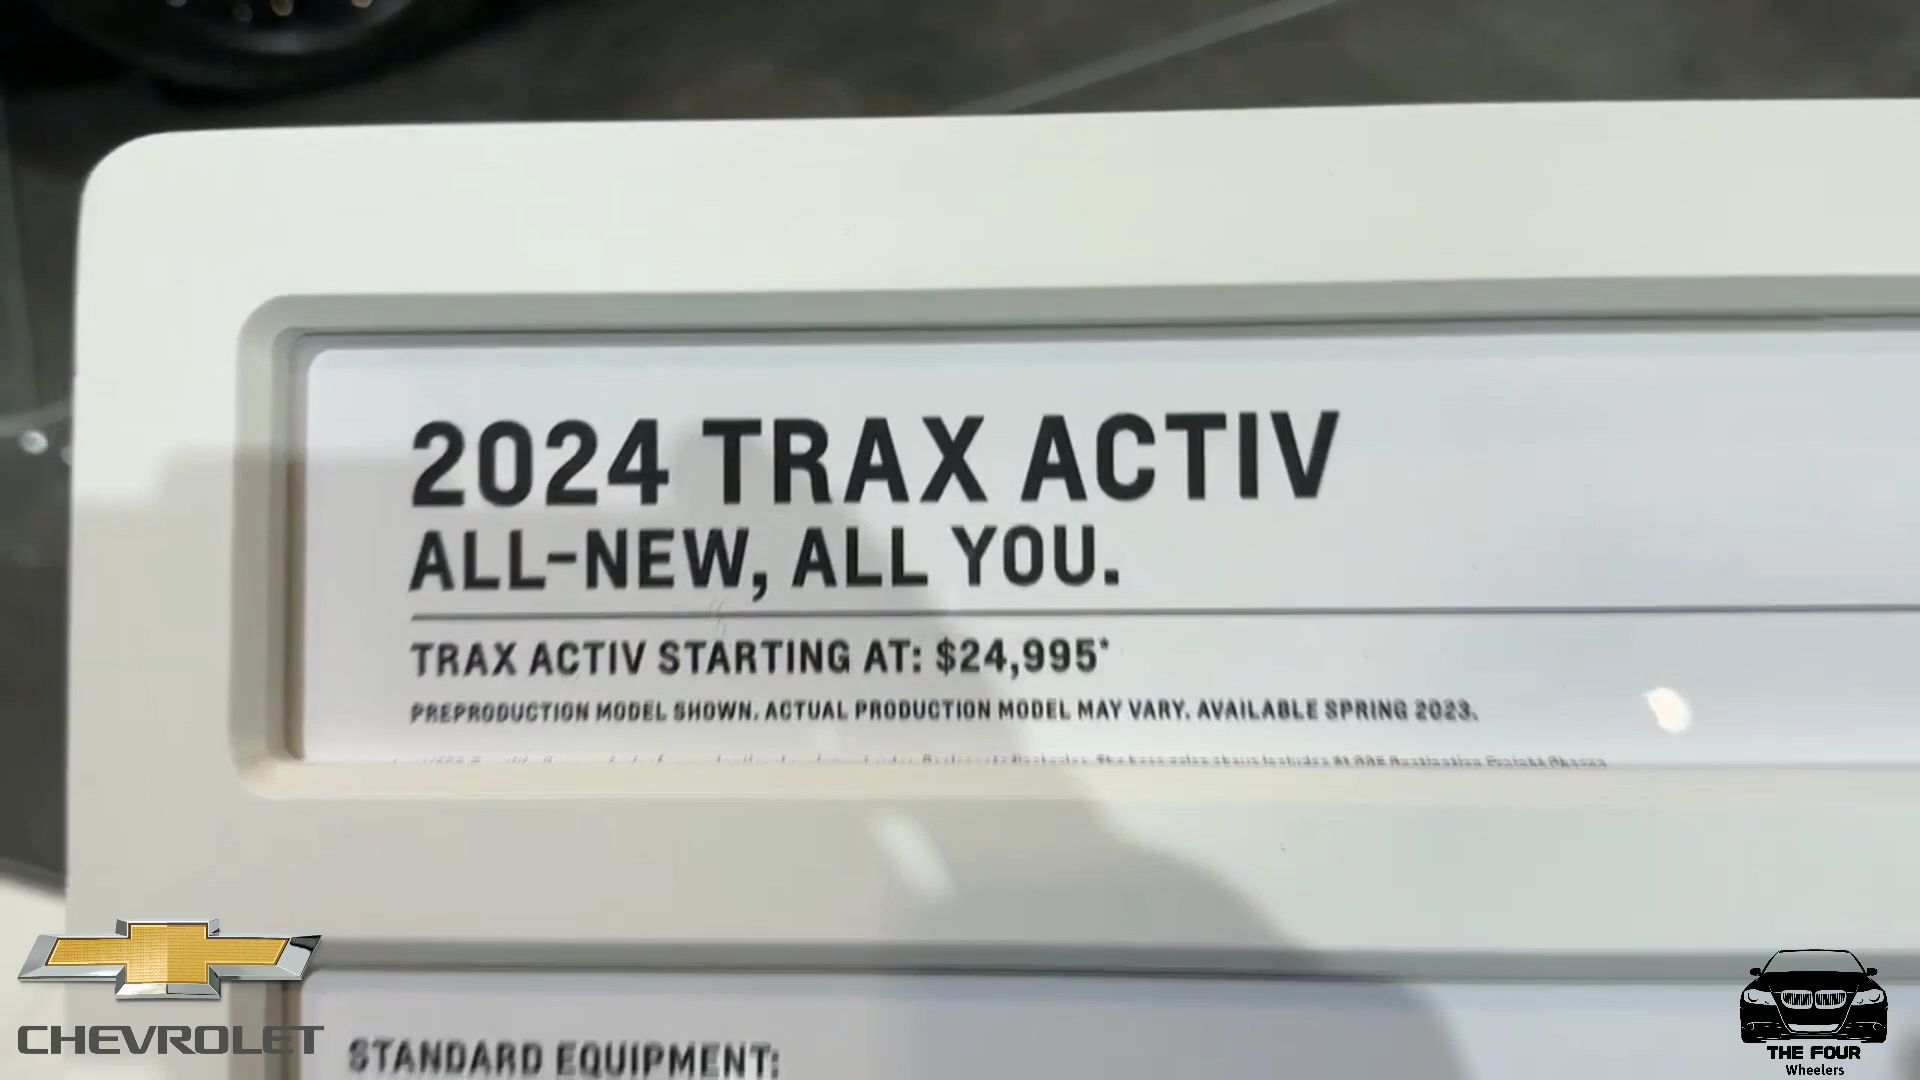 2024 TRAX ACTIV
ALL-NEW, ALL YOU.
TRAX ACTIV STARTING AT: $24,995*
PREPRODUCTION MODEL SHOWN. ACTUAL PRODUCTION MODEL MAY VARY. AVAILABLE SPRING 2023.
STANDARD EQUIPMENT:
CHEVROLET
THE FOUR
Wheelers